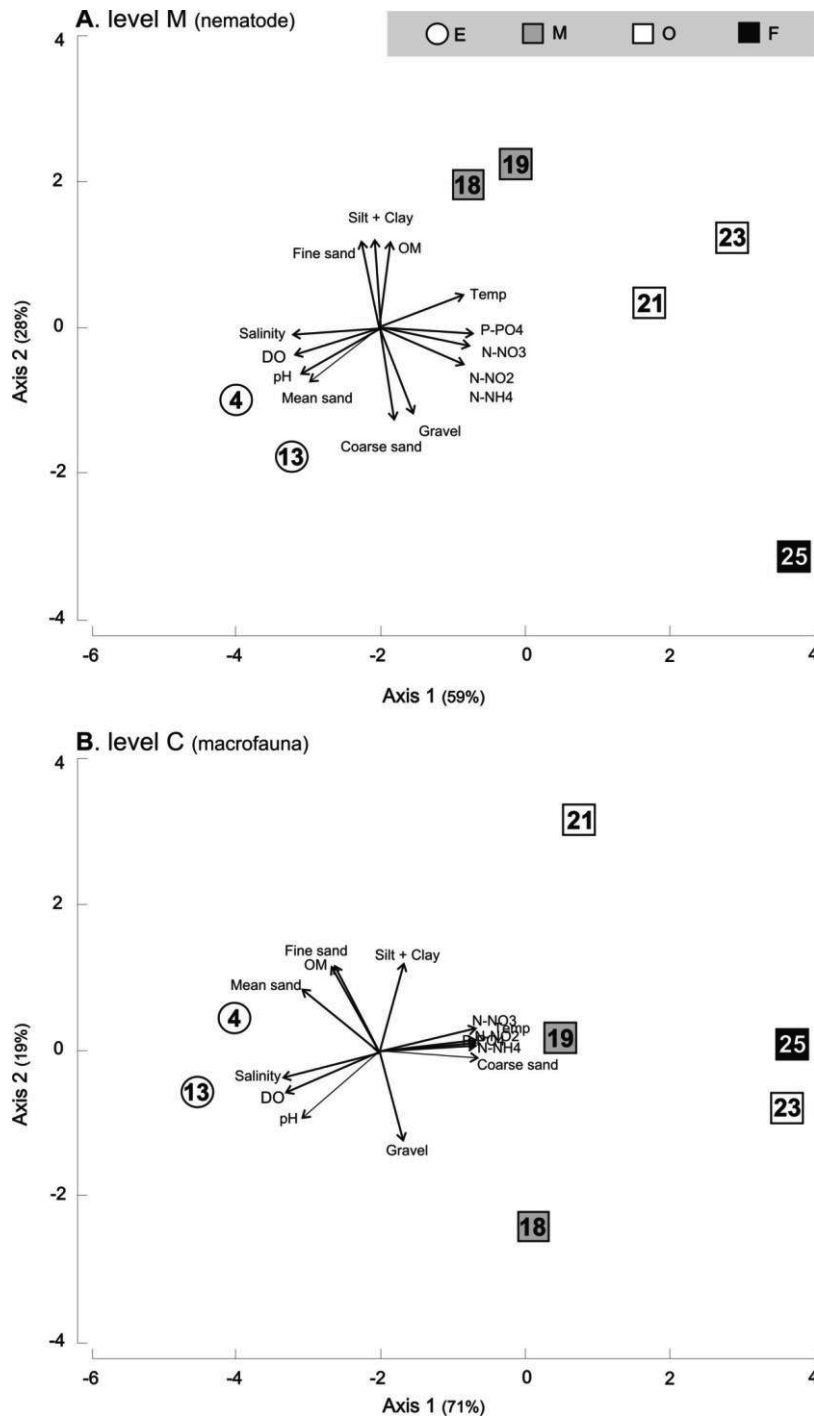 A. level M (nematode)
E M O F
4
19
18
2
23
Silt + Clay
Fine sand OM
Temp
21
0
P-PO4
Salinity
N-NO3
DO
pH
N-NO2
Mean sand
N-NH4
4
Gravel
Coarse sand
13
-2
25
-4
-6 -4 -2 0 2 4
Axis 2 (28%)
Axis 1 (59%)
B. level C (macrofauna)
4
21
2
Fine sand Silt + Clay
OM
Mean sand
4
N-NO3
Temp
N-NO2
19
25
0
N-NH4
Coarse sand
Salinity
13
DO
23
pH
Gravel
-2
18
-4
-6 -4 -2 0 2 4
Axis 2 (19%)
Axis 1 (71%)